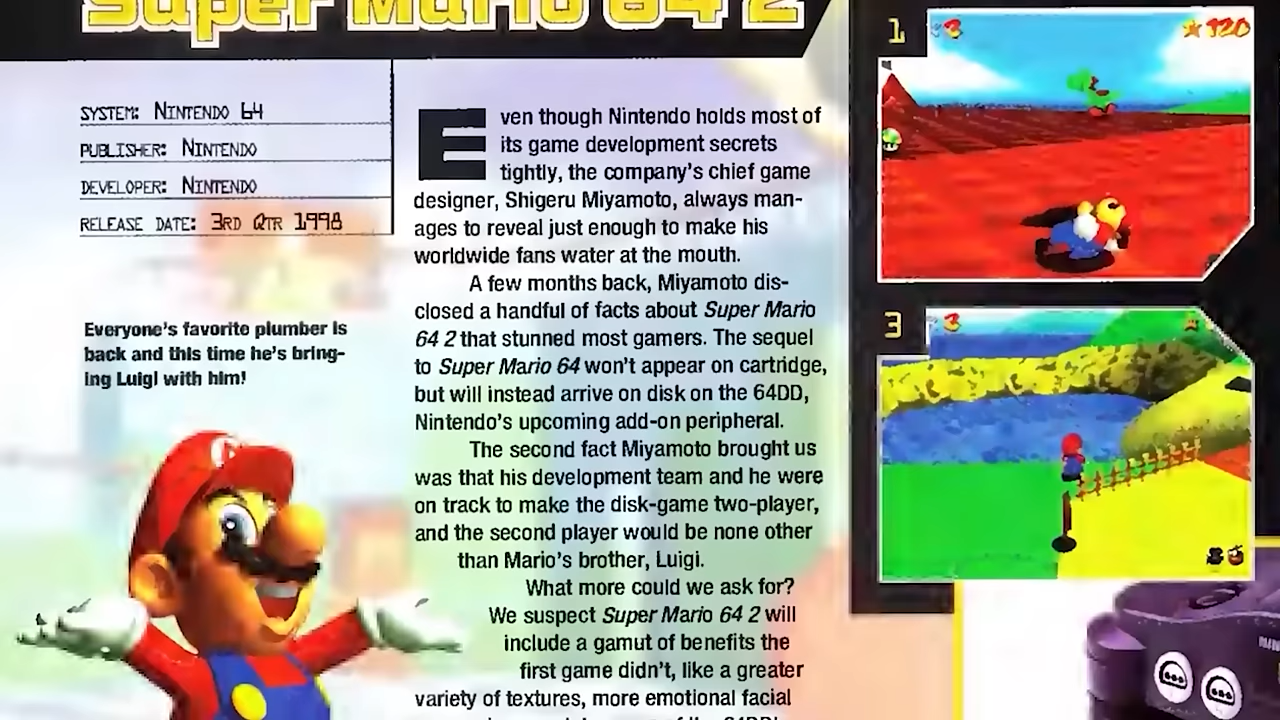 Super Mario 64 2
SYSTEM: NINTENDO 64
PUBLISHER: NINTENDO
DEVELOPER: NINTENDO
RELEASE DATE: 3RD QTR 1998
Everyone's favorite plumber is
back and this time he's bring-
ing Luigi with him!
Even though Nintendo holds most of
its game development secrets
tightly, the company's chief game
designer, Shigeru Miyamoto, always man-
ages to reveal just enough to make his
worldwide fans water at the mouth.
A few months back, Miyamoto dis-
closed a handful of facts about Super Mario
64 2 that stunned most gamers. The sequel
to Super Mario 64 won't appear on cartridge,
but will instead arrive on disk on the 64DD,
Nintendo's upcoming add-on peripheral.
The second fact Miyamoto brought us
was that his development team and he were
on track to make the disk-game two-player,
and the second player would be none other
than Mario's brother, Luigi.
What more could we ask for?
We suspect Super Mario 64 2 will
include a gamut of benefits the
first game didn't, like a greater
variety of textures, more emotional facial
1
3
120
3
3
M